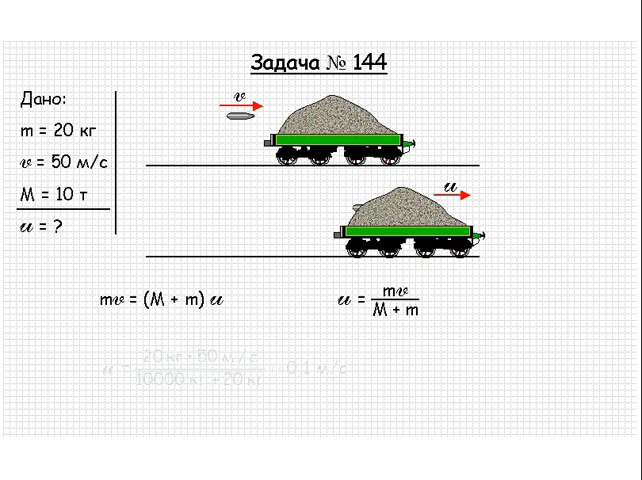 Задача № 144
Дано:
m = 20 кг
v = 50 м/с
M = 10 т
u = ?
v
u
mv = (M + m) u
u = mv
M + m
u = 20 кг · 50 м/с
10000 кг + 20 кг
= 0,1 м/с